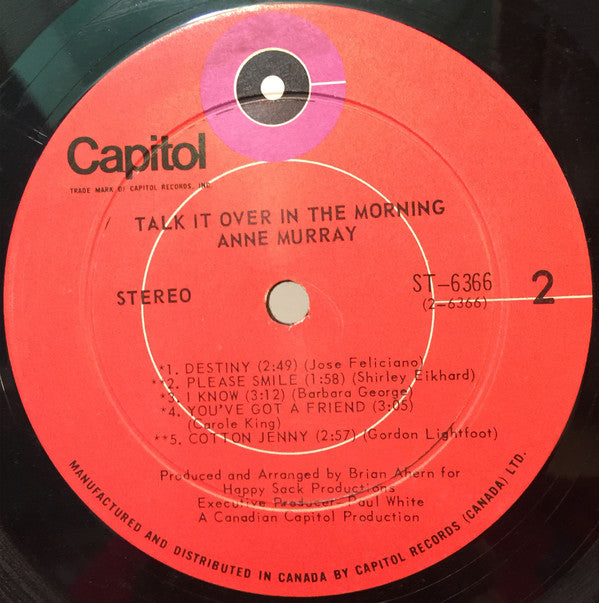 Capitol
TRADE MARK OF CAPITOL RECORDS, INC.
TALK IT OVER IN THE MORNING
ANNE MURRAY
STEREO
ST-6366
(2-6366)
2
*1. DESTINY (2:49) (Jose Feliciano)
**2. PLEASE SMILE (1:58) (Shirley Eikhard)
*3. I KNOW (3:12) (Barbara George)
*4. YOU'VE GOT A FRIEND (3:05)
(Carole King)
**5. COTTON JENNY (2:57) (Gordon Lightfoot)
Produced and Arranged by Brian Ahern for
Happy Sack Productions
Executive Producer: Paul White
A Canadian Capitol Production
MANUFACTURED AND DISTRIBUTED IN CANADA BY CAPITOL RECORDS (CANADA) LTD.